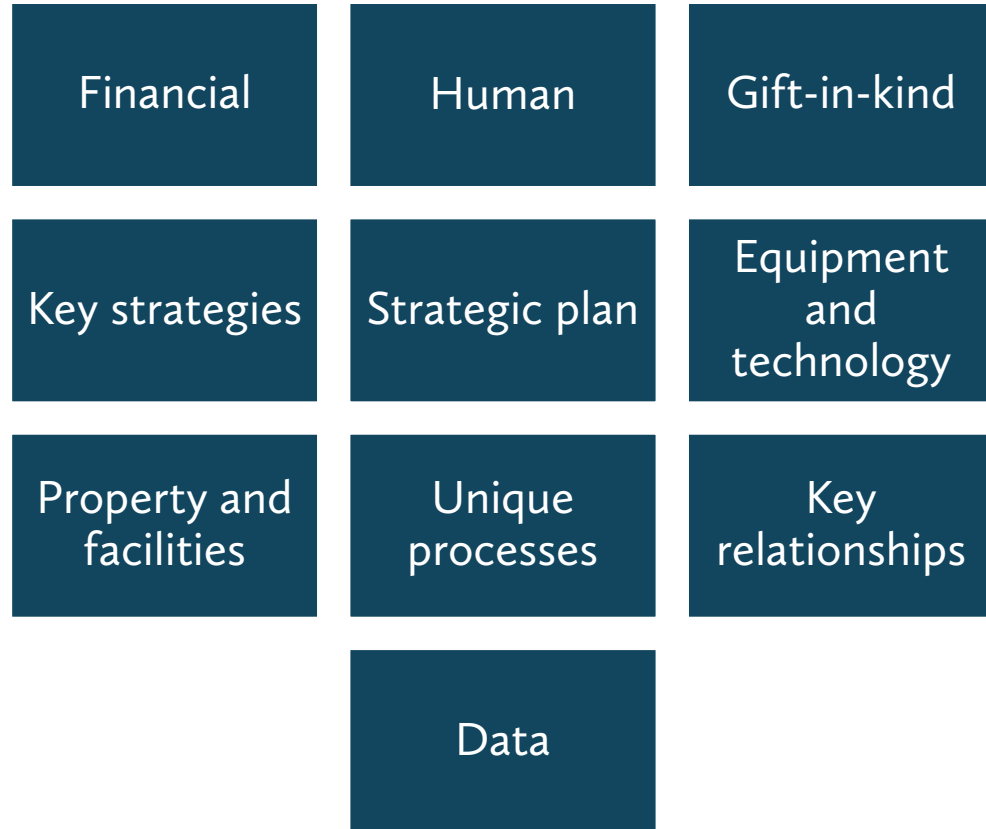 Financial
Human
Gift-in-kind
Key strategies
Strategic plan
Equipment
and
technology
Property and
facilities
Unique
processes
Key
relationships
Data